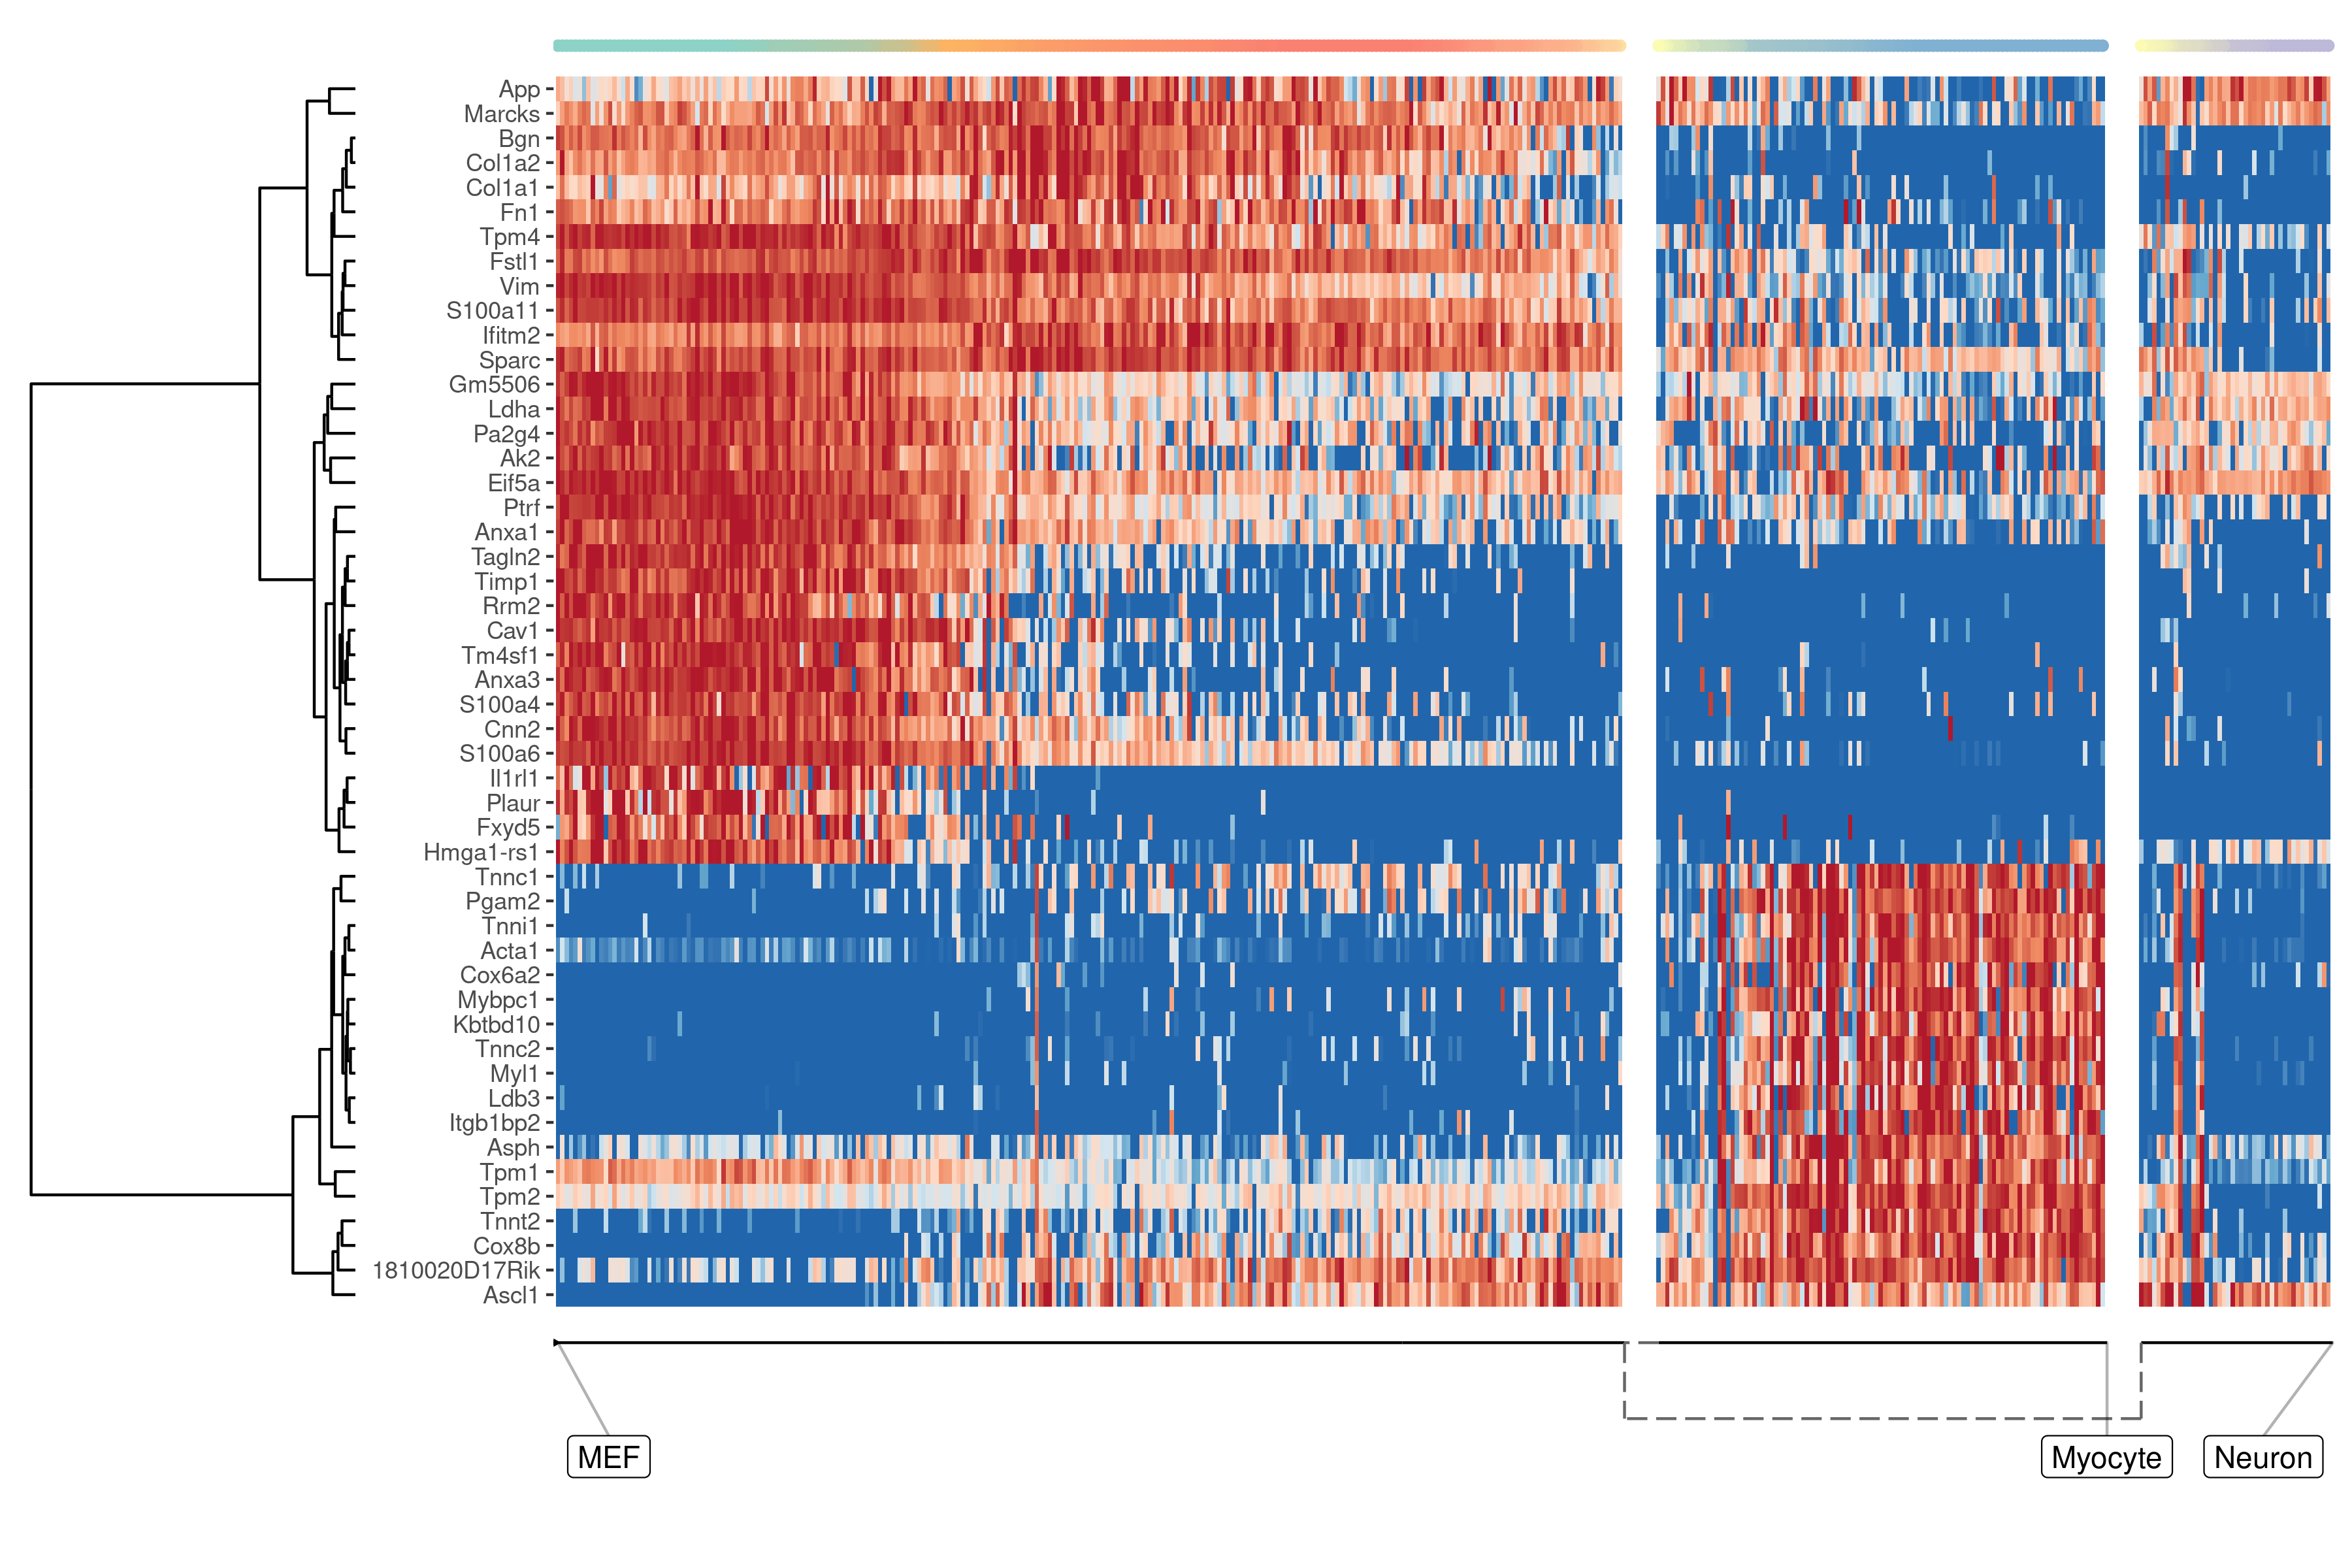 App
Marcks
Bgn
Col1a2
Col1a1
Fn1
Tpm4
Fstl1
Vim
S100a11
Ifitm2
Sparc
Gm5506
Ldha
Pa2g4
Ak2
Eif5a
Ptrf
Anxa1
Tagln2
Timp1
Rrm2
Cav1
Tm4sf1
Anxa3
S100a4
Cnn2
S100a6
Il1rl1
Plaur
Fxyd5
Hmga1-rs1
Tnnc1
Pgam2
Tnni1
Acta1
Cox6a2
Mybpc1
Kbtbd10
Tnnc2
Myl1
Ldb3
Itgb1bp2
Asph
Tpm1
Tpm2
Tnnt2
Cox8b
1810020D17Rik
Ascl1
MEF
Myocyte
Neuron